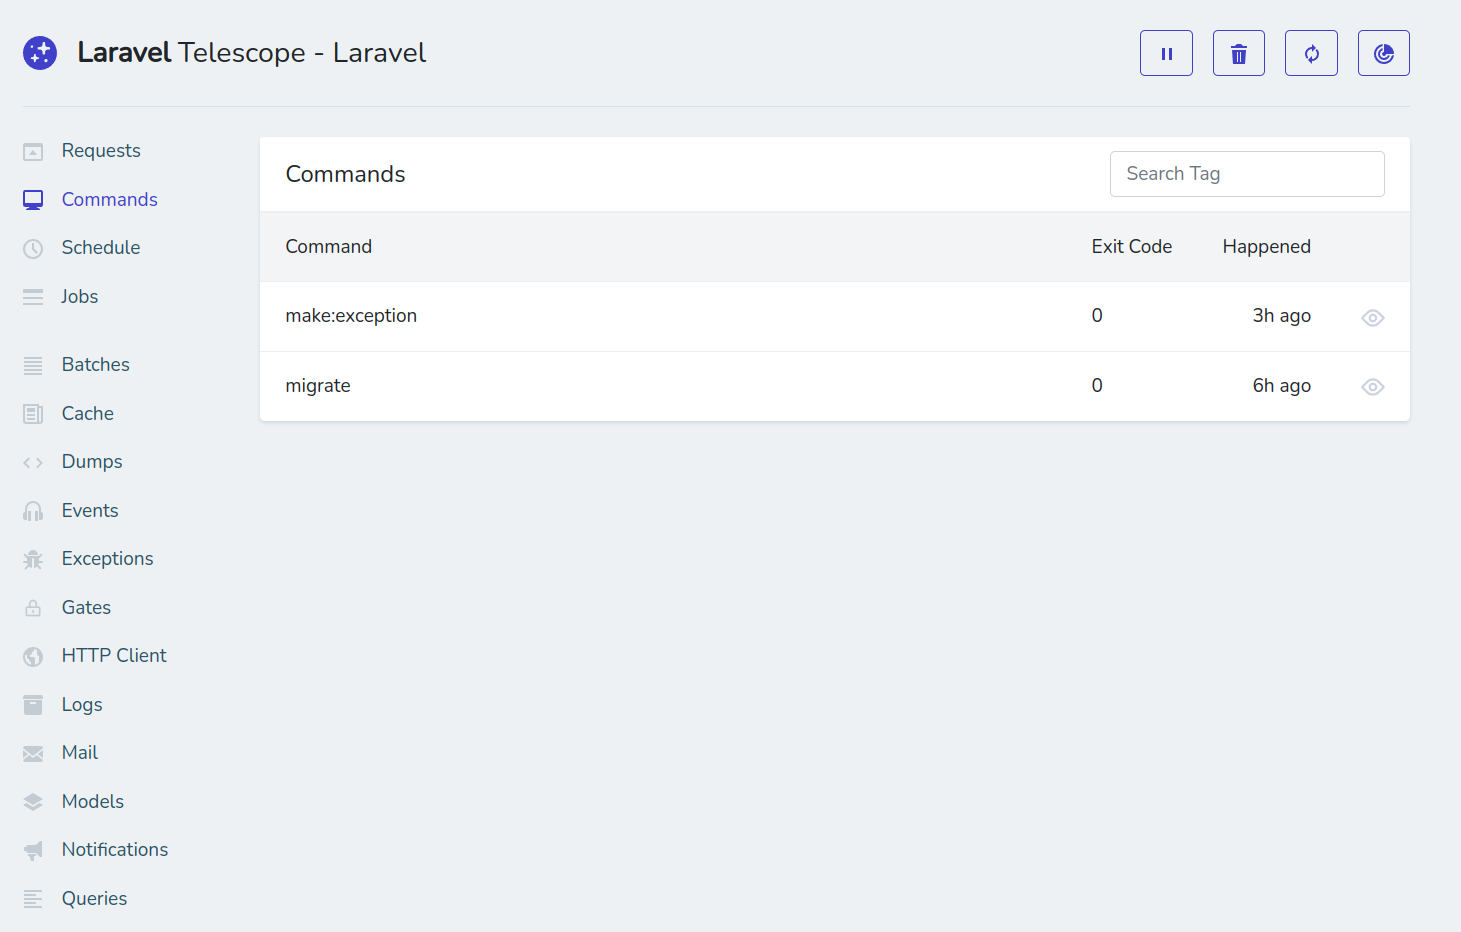 Laravel Telescope - Laravel
Requests
Commands
Schedule
Jobs
Batches
Cache
Dumps
Events
Exceptions
Gates
HTTP Client
Logs
Mail
Models
Notifications
Queries
Commands
Search Tag
Command Exit Code Happened
make:exception 0 3h ago
migrate 0 6h ago